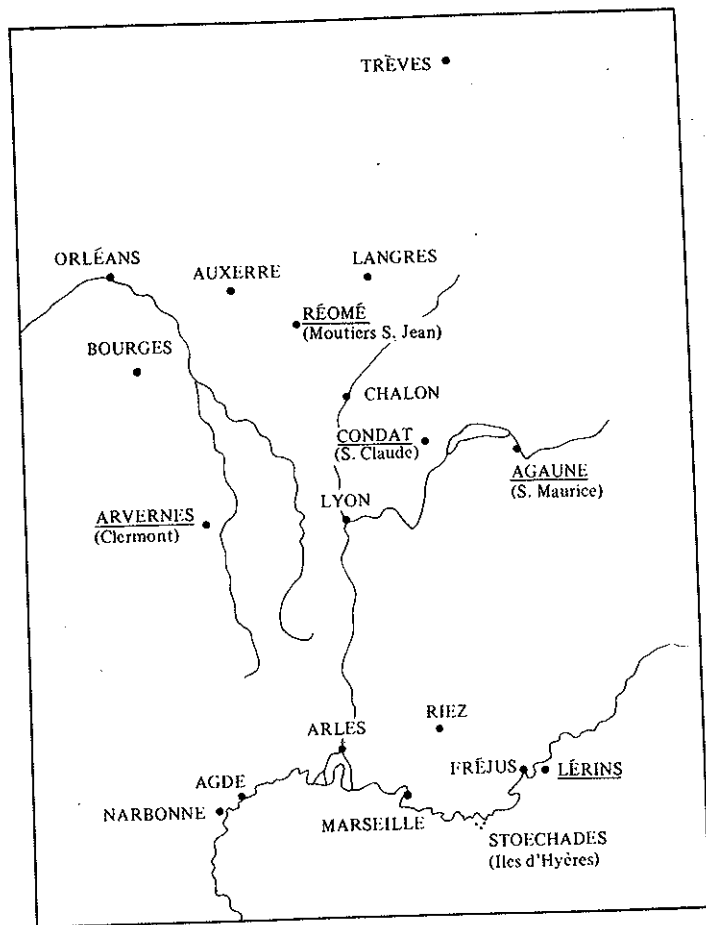 TRÈVES
ORLÉANS
AUXERRE
LANGRES
RÉOMÉ
(Moutiers S. Jean)
BOURGES
CHALON
CONDAT
(S. Claude)
AGAUNE
(S. Maurice)
LYON
ARVERNES
(Clermont)
ARLES
RIEZ
FRÉJUS
LÉRINS
AGDE
NARBONNE
MARSEILLE
STOECHADES
(Iles d'Hyères)